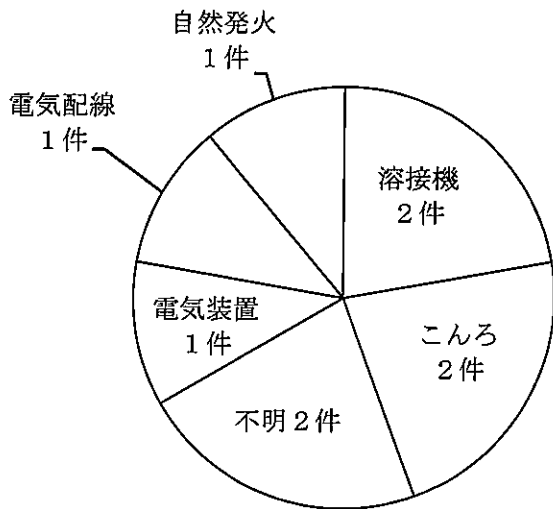 自然発火
1件
電気配線
1件
溶接機
2件
電気装置
1件
こんろ
2件
不明2件